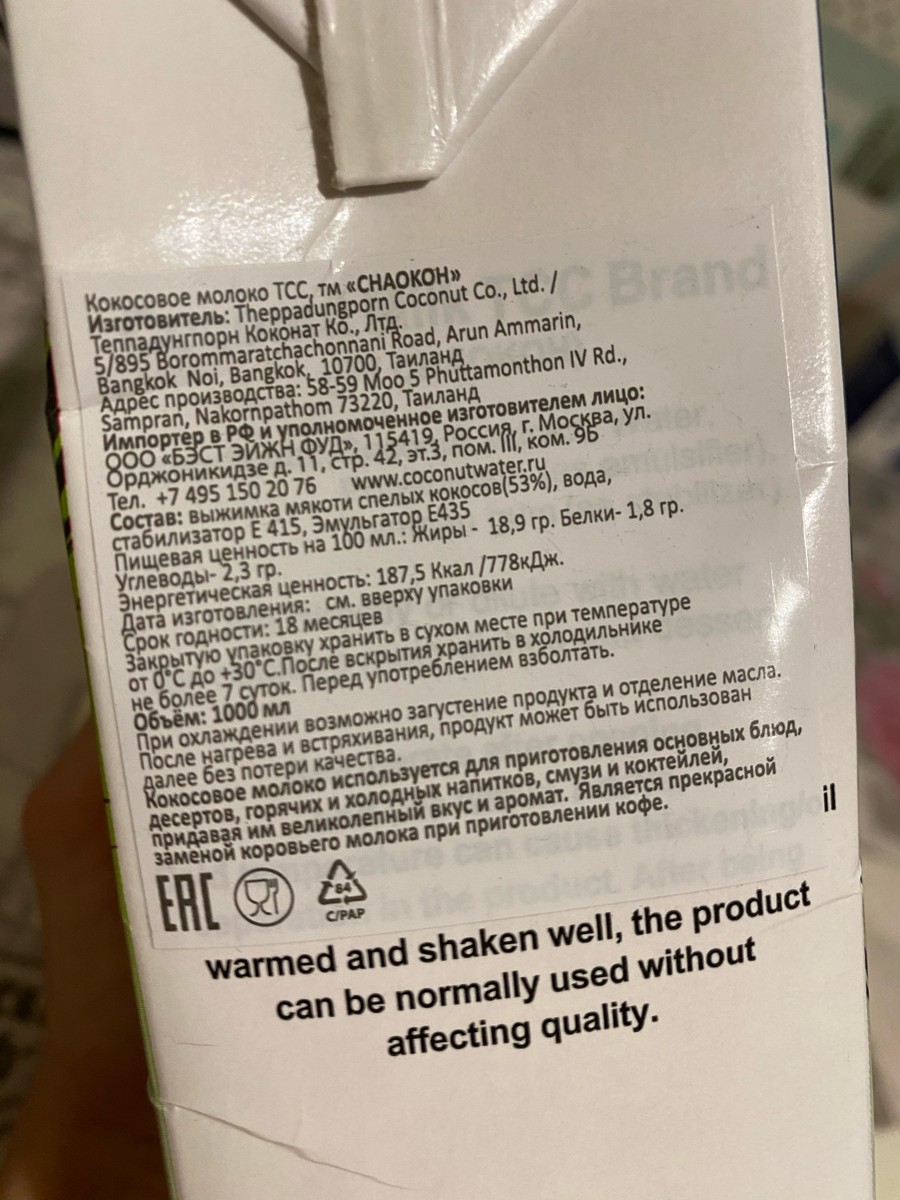 Кокосовое молоко ТСС, тм «СНАОКОН»
Изготовитель: Theppadungporn Coconut Co., Ltd. /
Теппадунгпорн Коконат Ко., Лтд.
5/895 Borommaratchachonnani Road, Arun Ammarin,
Bangkok Noi, Bangkok, 10700, Таиланд
Адрес производства: 58-59 Moo 5 Phuttamonthon IV Rd.,
Sampran, Nakornpathom 73220, Таиланд
Импортер в РФ и уполномоченное изготовителем лицо:
ООО «БЭСТ ЭЙЖН ФУД», 115419, Россия, г. Москва, ул.
Орджоникидзе д. 11, стр. 42, эт.3, пом. III, ком. 9Б
Тел. +7 495 150 20 76 www.coconutwater.ru
Состав: выжимка мякоти спелых кокосов(53%), вода,
стабилизатор Е 415, Эмульгатор Е435
Пищевая ценность на 100 мл.: Жиры - 18,9 гр. Белки- 1,8 гр.
Углеводы- 2,3 гр.
Энергетическая ценность: 187,5 Ккал /778кДж.
Дата изготовления: см. вверху упаковки
Срок годности: 18 месяцев
Закрытую упаковку хранить в сухом месте при температуре
от 0°С до +30°С.После вскрытия хранить в холодильнике
не более 7 суток. Перед употреблением взболтать.
Объём: 1000 мл
При охлаждении возможно загустение продукта и отделение масла.
После нагрева и встряхивания, продукт может быть использован
далее без потери качества.
Кокосовое молоко используется для приготовления основных блюд,
десертов, горячих и холодных напитков, смузи и коктейлей,
придавая им великолепный вкус и аромат. Является прекрасной
заменой коровьего молока при приготовлении кофе.
il
EAC
84
C/PAP
warmed and shaken well, the product
can be normally used without
affecting quality.